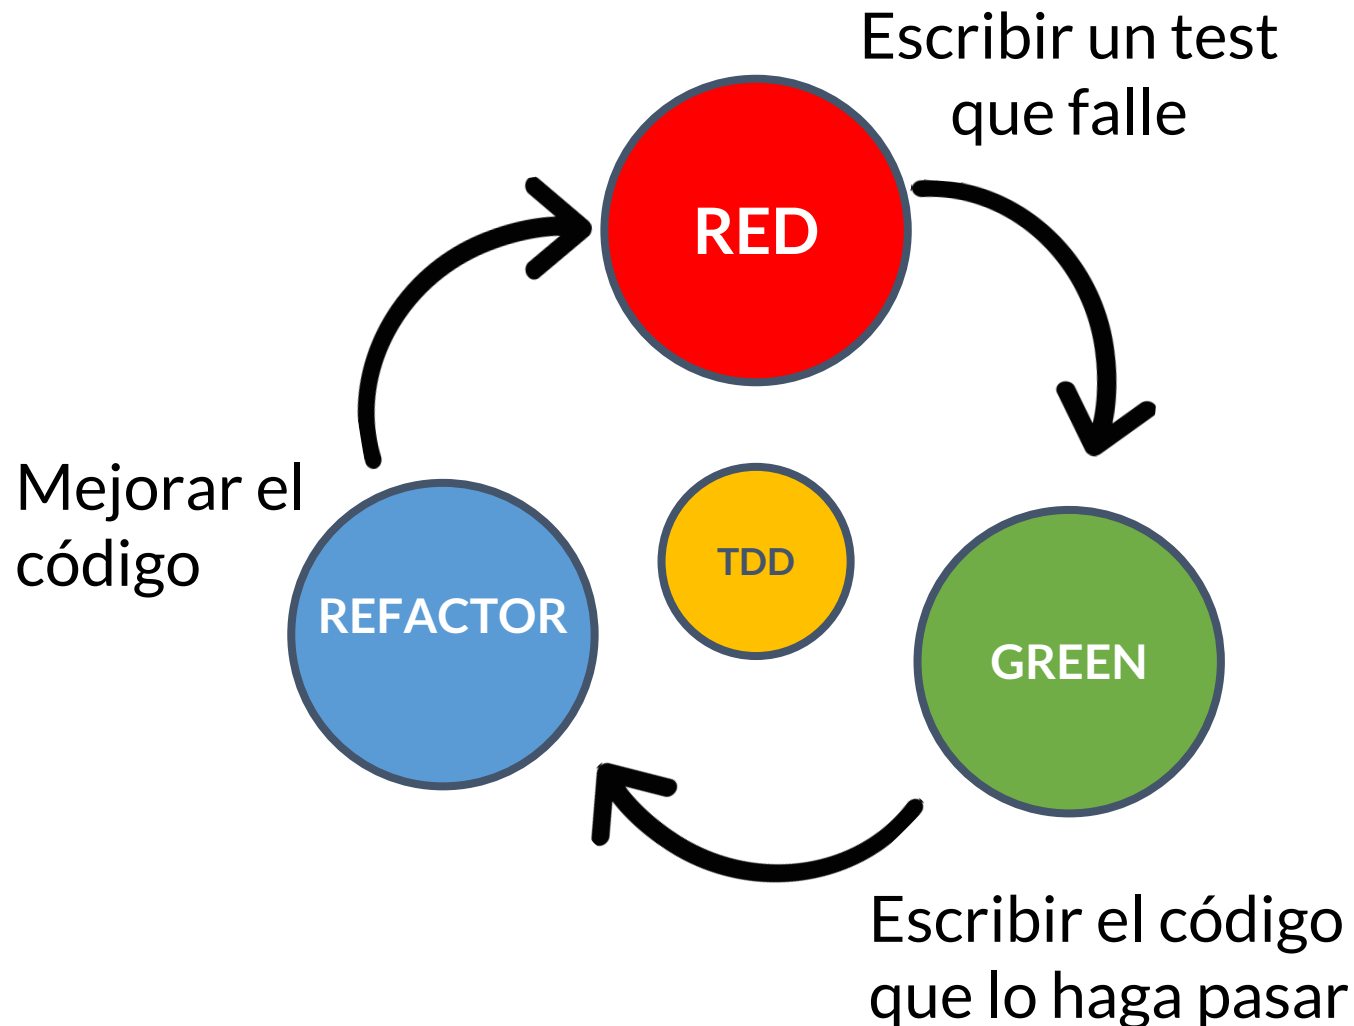 Escribir un test
que falle
RED
Mejorar el
código
REFACTOR
TDD
GREEN
Escribir el código
que lo haga pasar